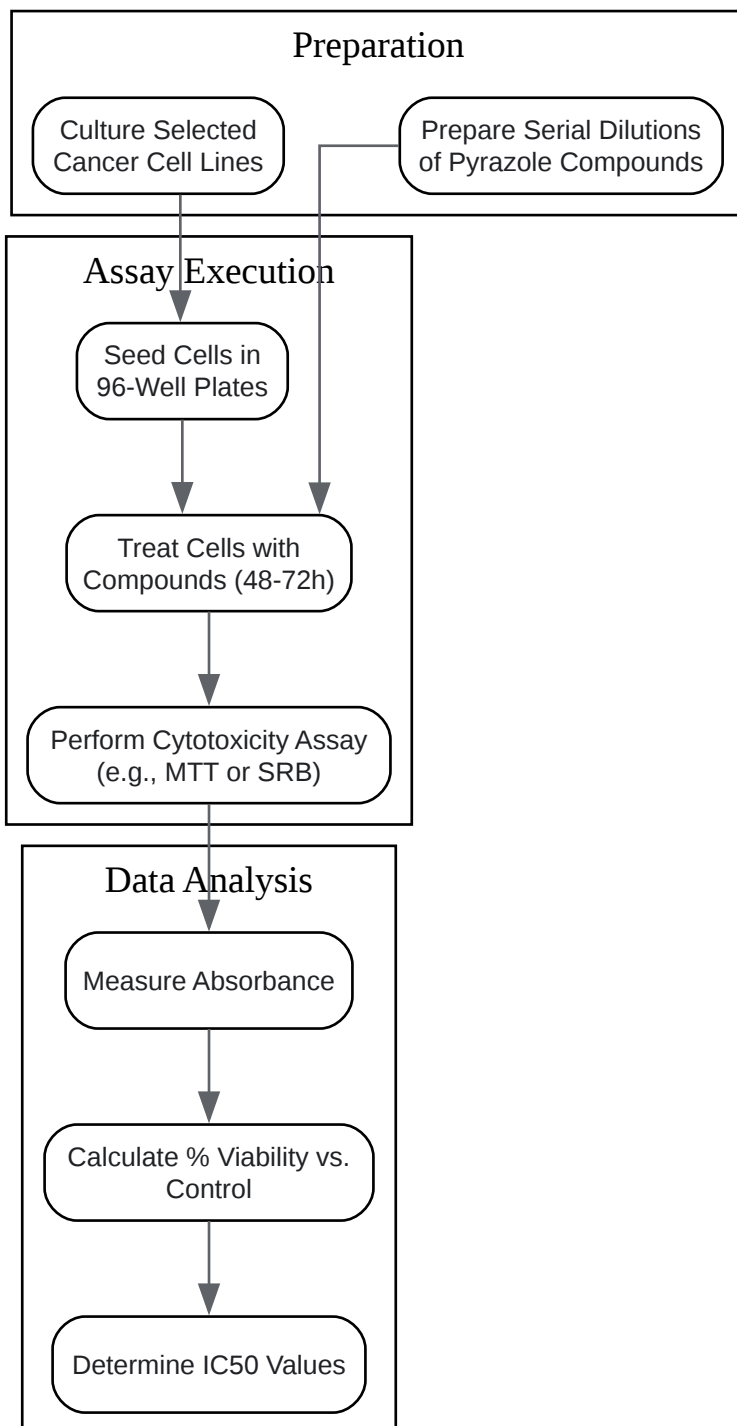 Preparation
Culture Selected
Cancer Cell Lines
Prepare Serial Dilutions
of Pyrazole Compounds
Assay Execution
Seed Cells in
96-Well Plates
Treat Cells with
Compounds (48-72h)
Perform Cytotoxicity Assay
(e.g., MTT or SRB)
Data Analysis
Measure Absorbance
Calculate % Viability vs.
Control
Determine IC50 Values